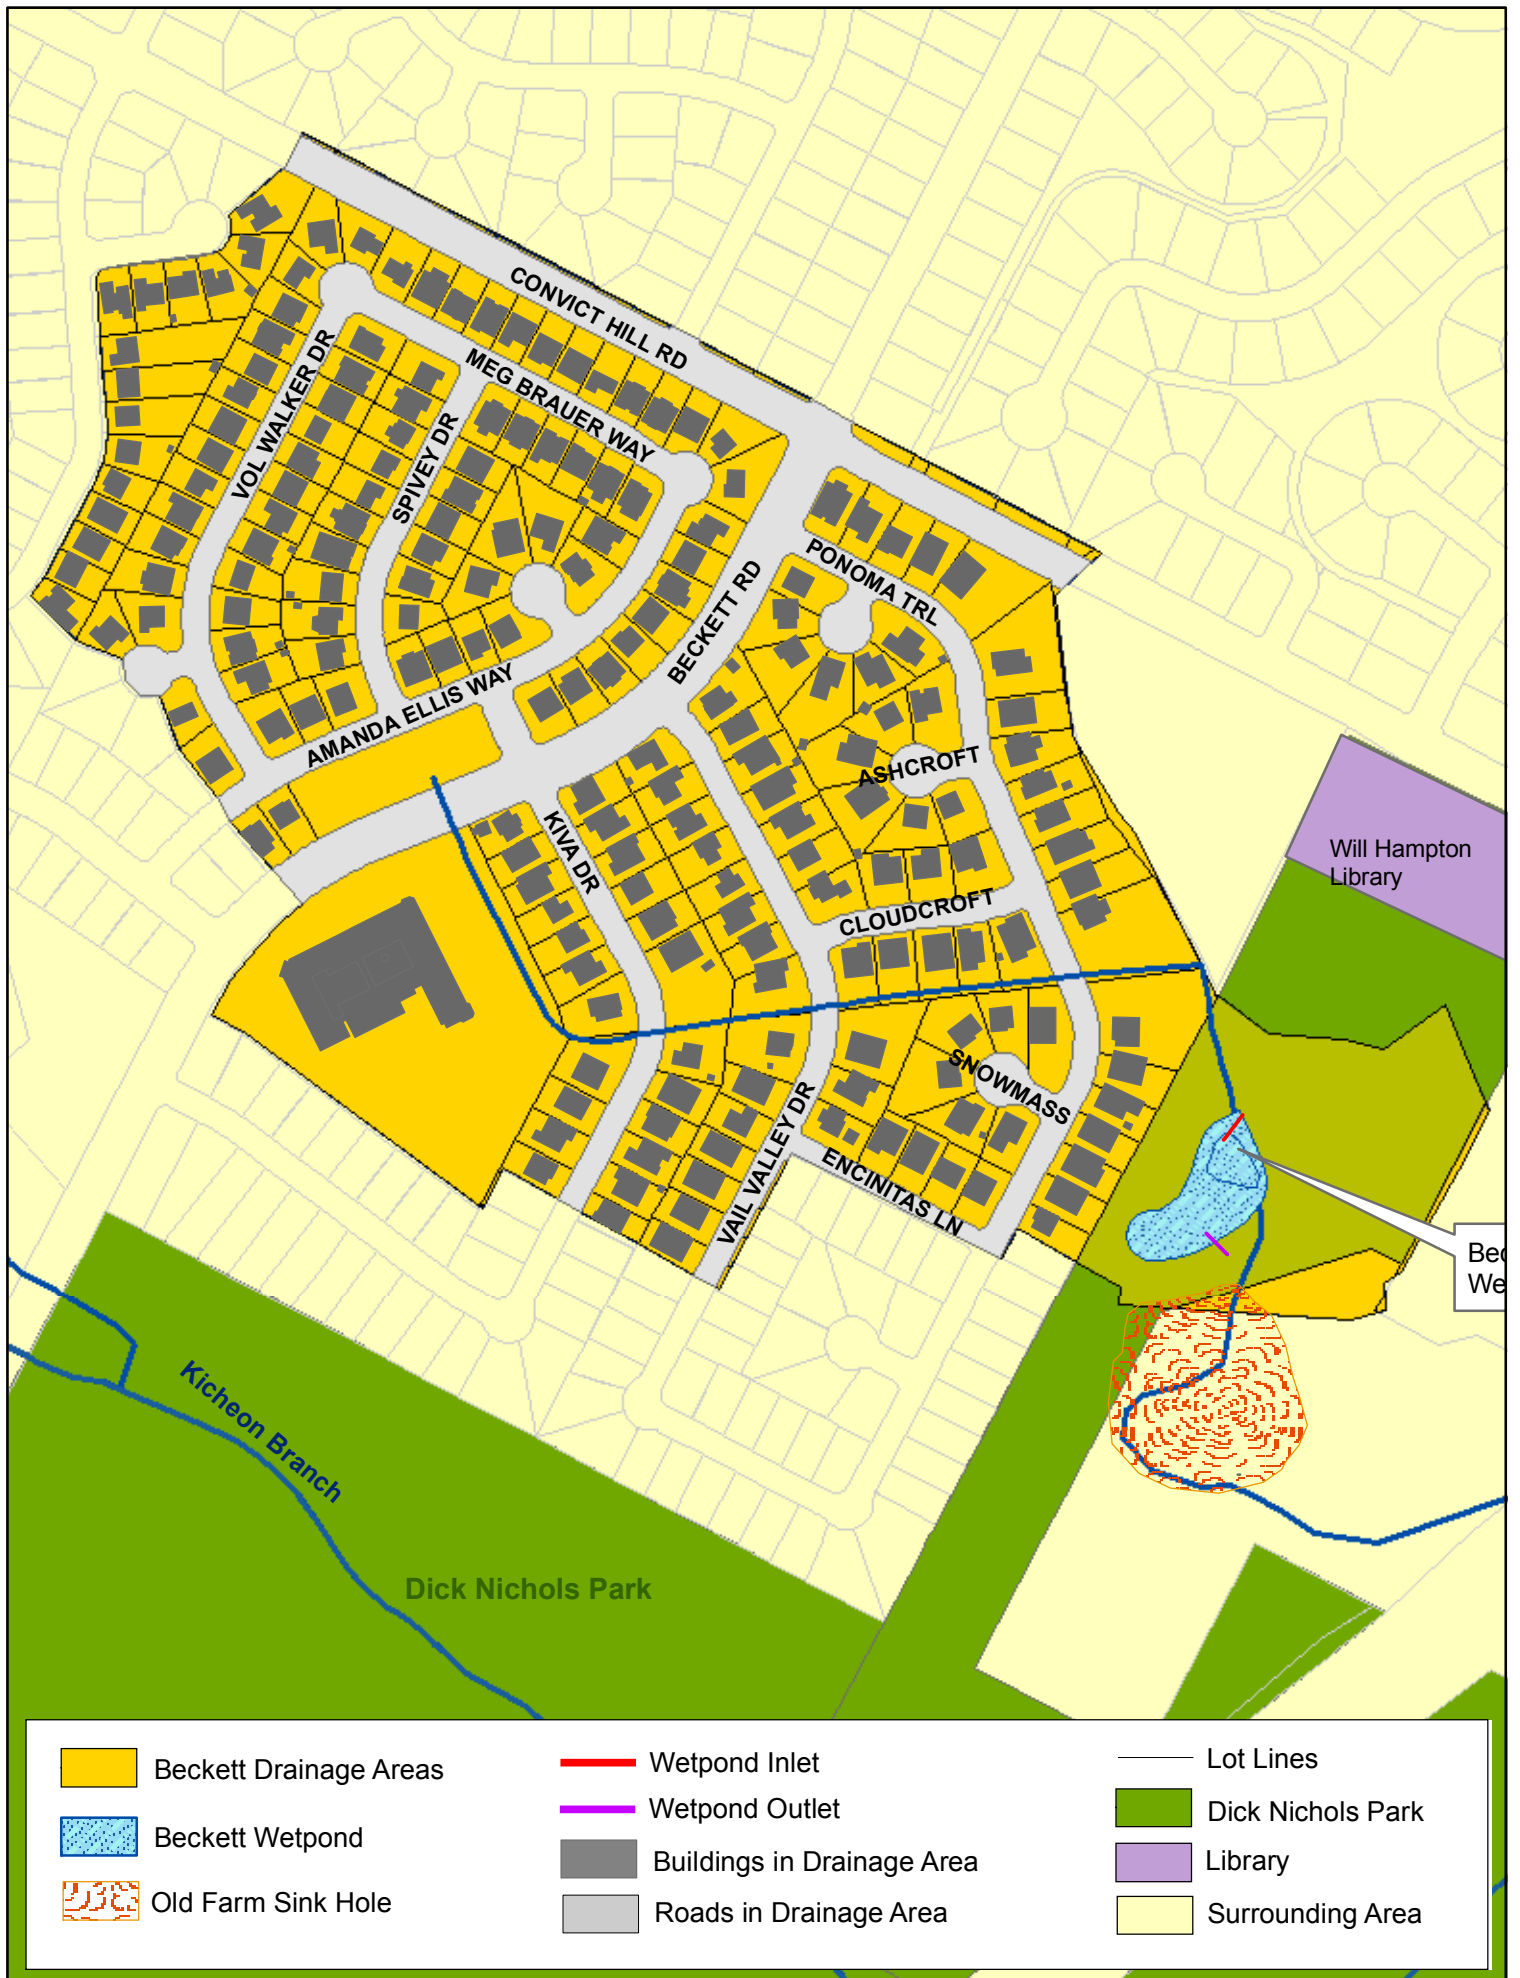 CONVICT HILL RD
MEG BRAUER WAY
VOL WALKER DR
SPIVEY DR
PONOMA TRL
BECKETT RD
AMANDA ELLIS WAY
ASHCROFT
KIVA DR
CLOUDCROFT
Will Hampton
Library
SNOWMASS
VAIL VALLEY DR
ENCINITAS LN
Bec
We
Kicheon Branch
Dick Nichols Park
Beckett Drainage Areas
Beckett Wetpond
Old Farm Sink Hole
Wetpond Inlet
Wetpond Outlet
Buildings in Drainage Area
Roads in Drainage Area
Lot Lines
Dick Nichols Park
Library
Surrounding Area